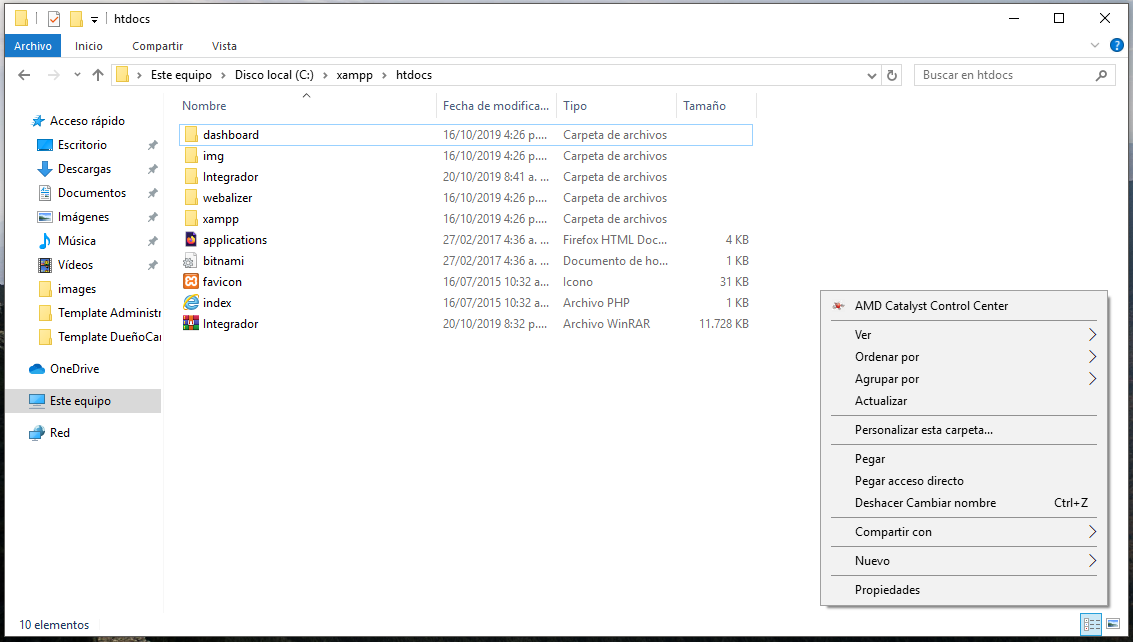 htdocs
Archivo Inicio Compartir Vista
Este equipo Disco local (C:) xampp htdocs Buscar en htdocs
Nombre Fecha de modifica... Tipo Tamaño
Acceso rápido
Escritorio
Descargas
Documentos
Imágenes
Música
Vídeos
images
Template Administr
Template DueñoCar
OneDrive
Este equipo
Red
dashboard 16/10/2019 4:26 p.... Carpeta de archivos
img 16/10/2019 4:26 p.... Carpeta de archivos
Integrador 20/10/2019 8:41 a. ... Carpeta de archivos
webalizer 16/10/2019 4:26 p.... Carpeta de archivos
xampp 16/10/2019 4:26 p.... Carpeta de archivos
applications 27/02/2017 4:36 a. ... Firefox HTML Doc... 4 KB
bitnami 27/02/2017 4:36 a. ... Documento de ho... 1 KB
favicon 16/07/2015 10:32 a... Icono 31 KB
index 16/07/2015 10:32 a... Archivo PHP 1 KB
Integrador 20/10/2019 8:32 p.... Archivo WinRAR 11.728 KB
AMD Catalyst Control Center
Ver
Ordenar por
Agrupar por
Actualizar
Personalizar esta carpeta...
Pegar
Pegar acceso directo
Deshacer Cambiar nombre Ctrl+Z
Compartir con
Nuevo
Propiedades
10 elementos